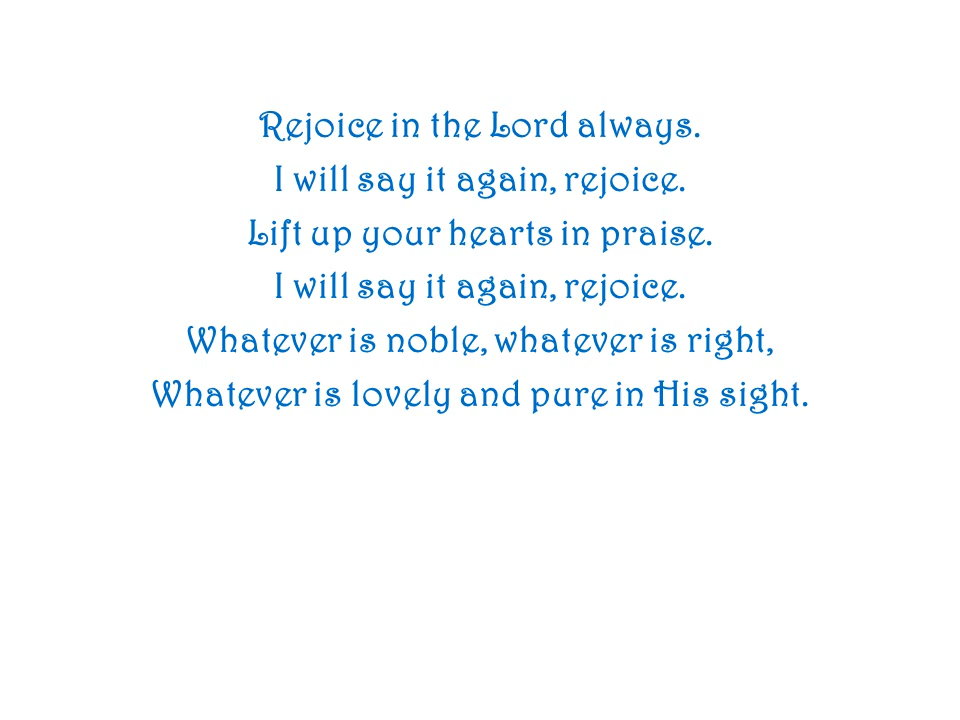 Rejoice in the Lord always.
I will say it again, rejoice.
Lift up your hearts in praise.
I will say it again, rejoice.
Whatever is noble, whatever is right,
Whatever is lovely and pure in His sight.